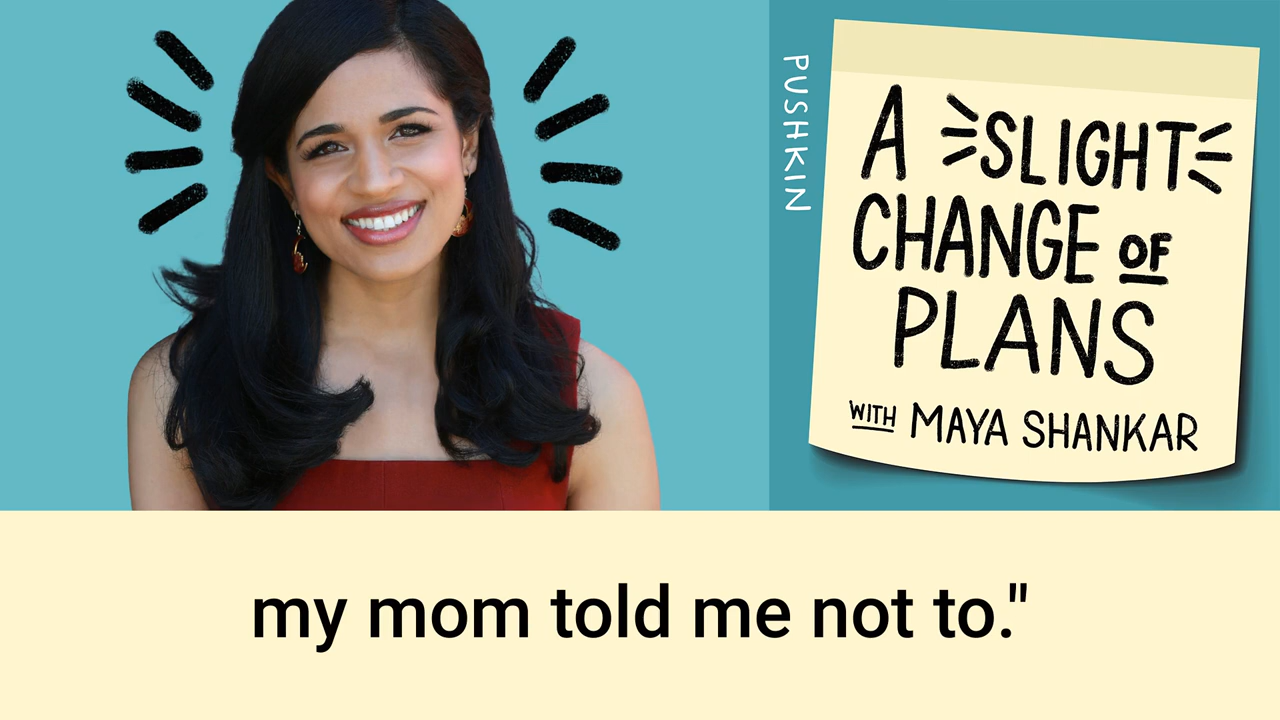 PUSHKIN
A SLIGHT
CHANGE OF
PLANS
WITH MAYA SHANKAR
my mom told me not to."